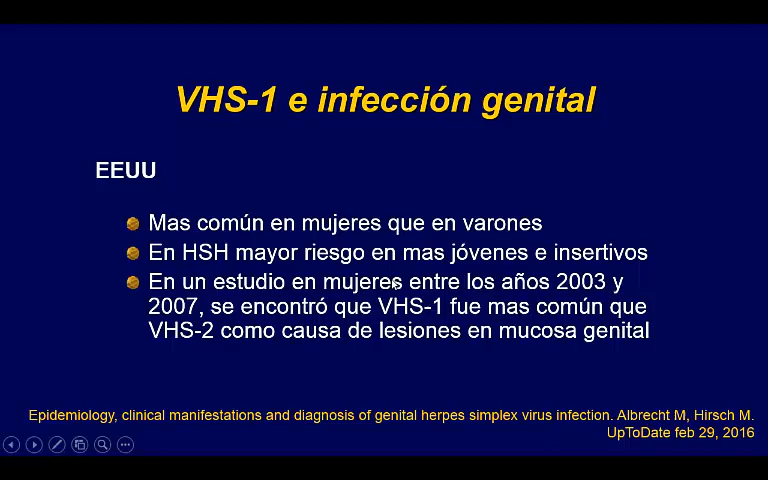 VHS-1 e infección genital
EEUU
Mas común en mujeres que en varones
En HSH mayor riesgo en mas jóvenes e insertivos
En un estudio en mujeres entre los años 2003 y
2007, se encontró que VHS-1 fue mas común que
VHS-2 como causa de lesiones en mucosa genital
Epidemiology, clinical manifestations and diagnosis of genital herpes simplex virus infection. Albrecht M, Hirsch M.
UpToDate feb 29, 2016